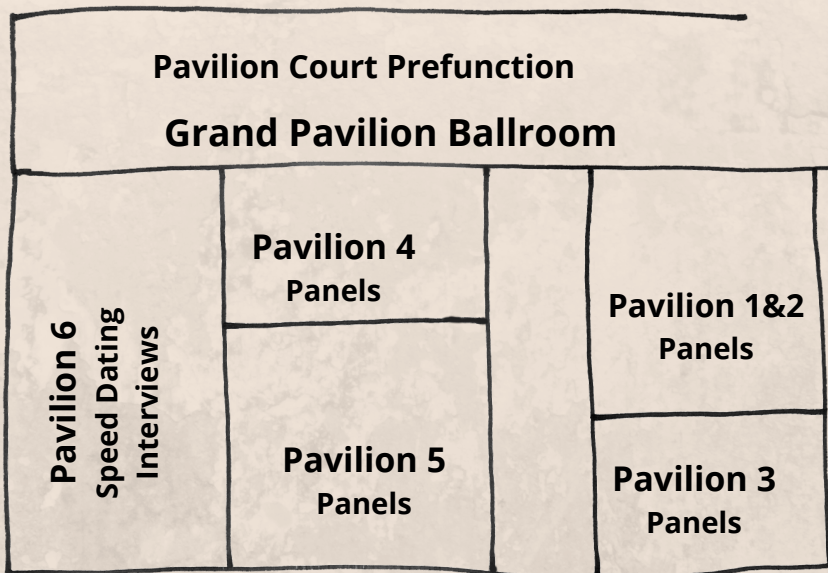 Pavilion Court Prefunction
Grand Pavilion Ballroom
Pavilion 6
Speed Dating
Interviews
Pavilion 4
Panels
Pavilion 5
Panels
Pavilion 1&2
Panels
Pavilion 3
Panels